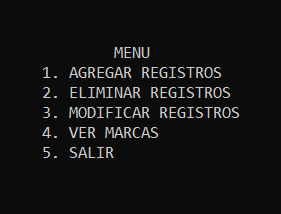 MENU
1. AGREGAR REGISTROS
2. ELIMINAR REGISTROS
3. MODIFICAR REGISTROS
4. VER MARCAS
5. SALIR